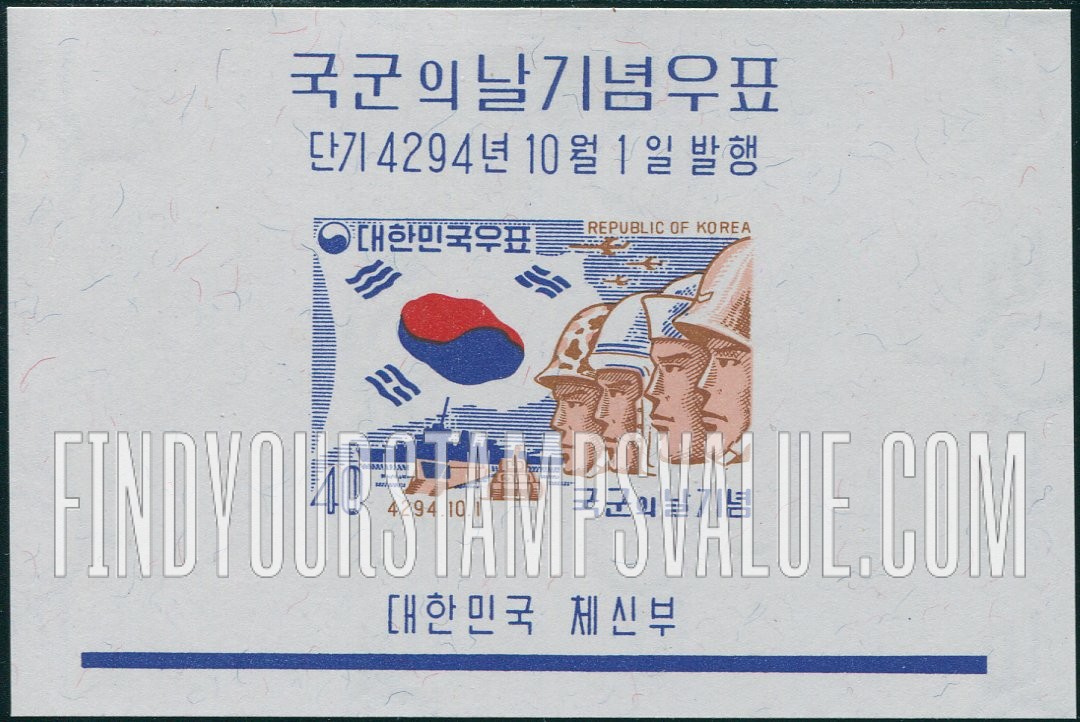 국군의날기념우표
단기 4294년 10월 1일 발행
대한민국우표
REPUBLIC OF KOREA
40
4294.10.1
국군의 날 기념
FINDYOURSTAMPSVALUE.COM
대한민국 체신부